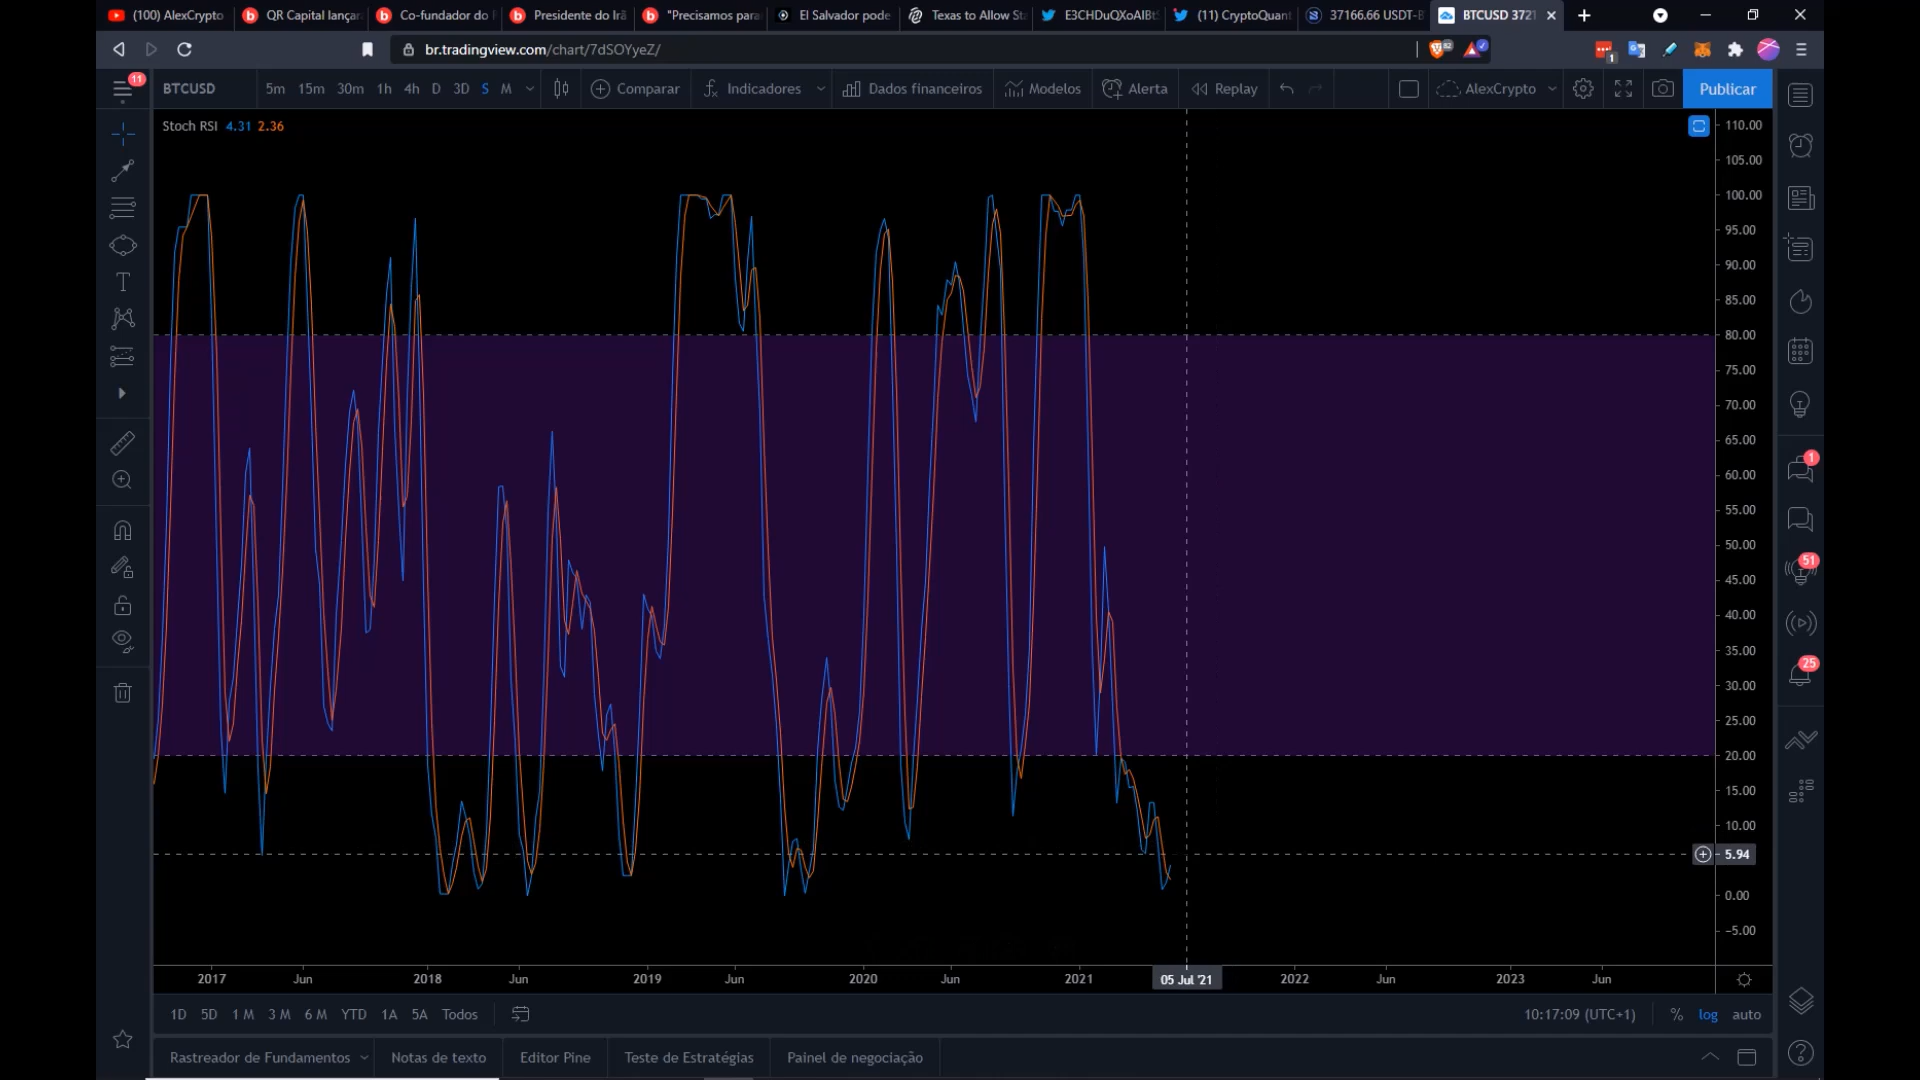 (100) AlexCrypto
QR Capital lançar
Co-fundador do
Presidente do Irã
"Precisamos para
El Salvador pode
Texas to Allow St
E3CHDuQXoAIBt
(11) CryptoQuant
37166.66 USDT-B
BTCUSD 3721
br.tradingview.com/chart/7dSOYyeZ/
82
1
11
BTCUSD
5m 15m 30m 1h 4h D 3D S M
Comparar
Indicadores
Dados financeiros
Modelos
Alerta
Replay
AlexCrypto
Publicar
Stoch RSI 4.31 2.36
110.00
105.00
100.00
95.00
90.00
85.00
80.00
75.00
70.00
65.00
60.00
55.00
50.00
45.00
40.00
35.00
30.00
25.00
20.00
15.00
10.00
5.94
0.00
−5.00
1
51
25
2017 Jun 2018 Jun 2019 Jun 2020 Jun 2021 05 Jul '21 2022 Jun 2023 Jun
1D 5D 1 M 3 M 6 M YTD 1A 5A Todos
10:17:09 (UTC+1) % log auto
Rastreador de Fundamentos
Notas de texto
Editor Pine
Teste de Estratégias
Painel de negociação